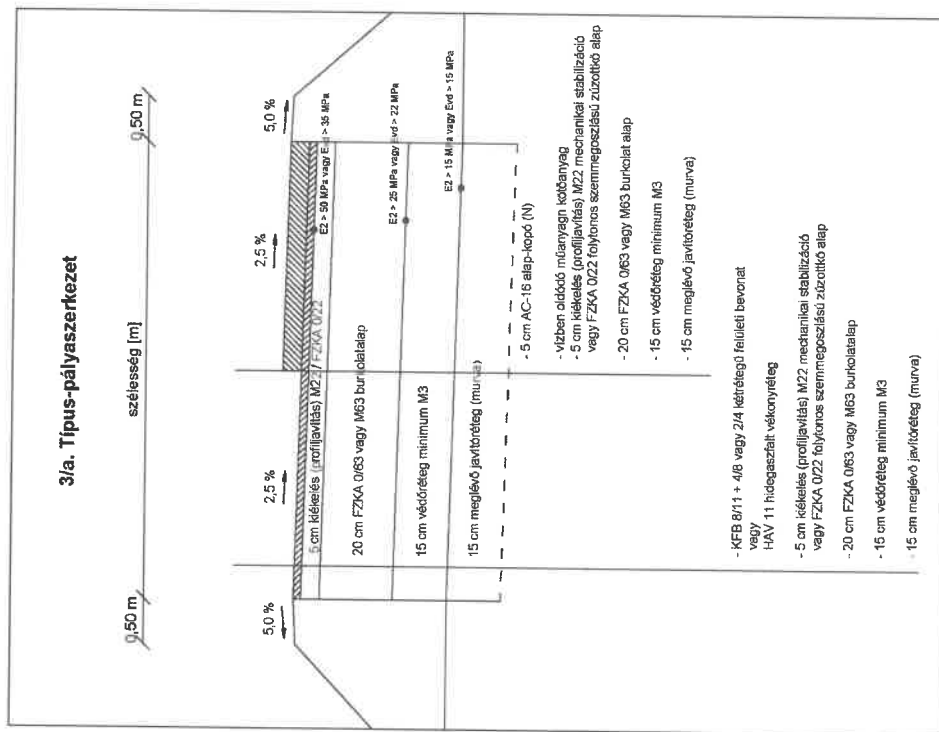 3/a. Típus-pályaszerkezet
szélesség [m]
0,50 m
0,50 m
5,0 %
2,5 %
2,5 %
5,0 %
E2 > 50 MPa vagy Evd > 35 MPa
5 cm kiékelés (profiljavítás) M22 / FZKA 0/22
20 cm FZKA 0/63 vagy M63 burkolatalap
E2 > 25 MPa vagy Evd > 22 MPa
15 cm védőréteg minimum M3
E2 > 15 MPa vagy Evd > 15 MPa
15 cm meglévő javítóréteg (murva)
- 5 cm AC-16 alap-kopó (N)
- vízben oldódó műanyagn kötőanyag
- 5 cm kiékelés (profiljavítás) M22 mechanikai stabilizáció
vagy FZKA 0/22 folytonos szemmegoszlású zúzottkő alap
- 20 cm FZKA 0/63 vagy M63 burkolat alap
- 15 cm védőréteg minimum M3
- 15 cm meglévő javítóréteg (murva)
- KFB 8/11 + 4/8 vagy 2/4 kétrétegű felületi bevonat
vagy
HAV 11 hidegaszfalt vékonyréteg
- 5 cm kiékelés (profiljavítás) M22 mechanikai stabilizáció
vagy FZKA 0/22 folytonos szemmegoszlású zúzottkő alap
- 20 cm FZKA 0/63 vagy M63 burkolatalap
- 15 cm védőréteg minimum M3
- 15 cm meglévő javítóréteg (murva)